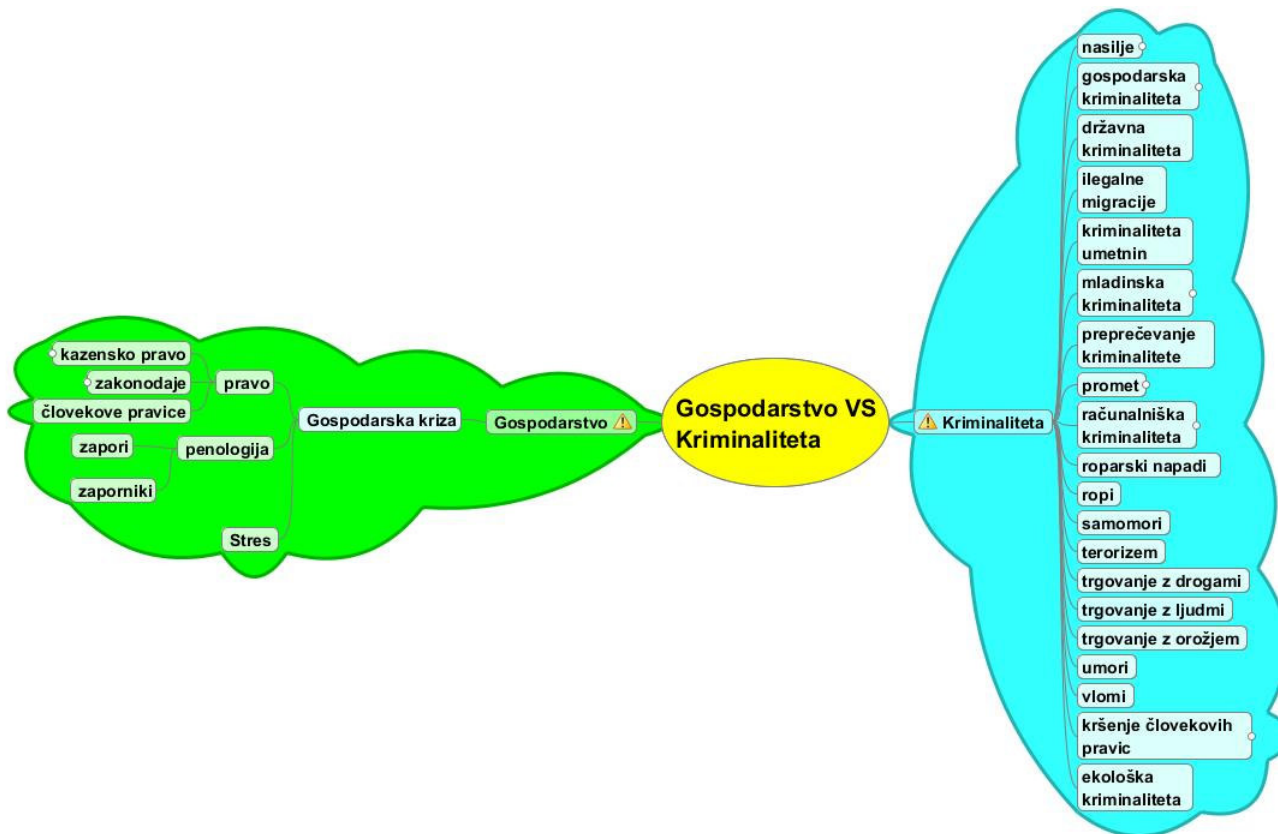 kazensko pravo
zakonodaje
človekove pravice
pravo
zapori
zaporniki
penologija
Stres
Gospodarska kriza
Gospodarstvo
Gospodarstvo VS
Kriminaliteta
Kriminaliteta
nasilje
gospodarska
kriminaliteta
državna
kriminaliteta
ilegalne
migracije
kriminaliteta
umetnin
mladinska
kriminaliteta
preprečevanje
kriminalitete
promet
računalniška
kriminaliteta
roparski napadi
ropi
samomori
terorizem
trgovanje z drogami
trgovanje z ljudmi
trgovanje z orožjem
umori
vlomi
kršenje človekovih
pravic
ekološka
kriminaliteta